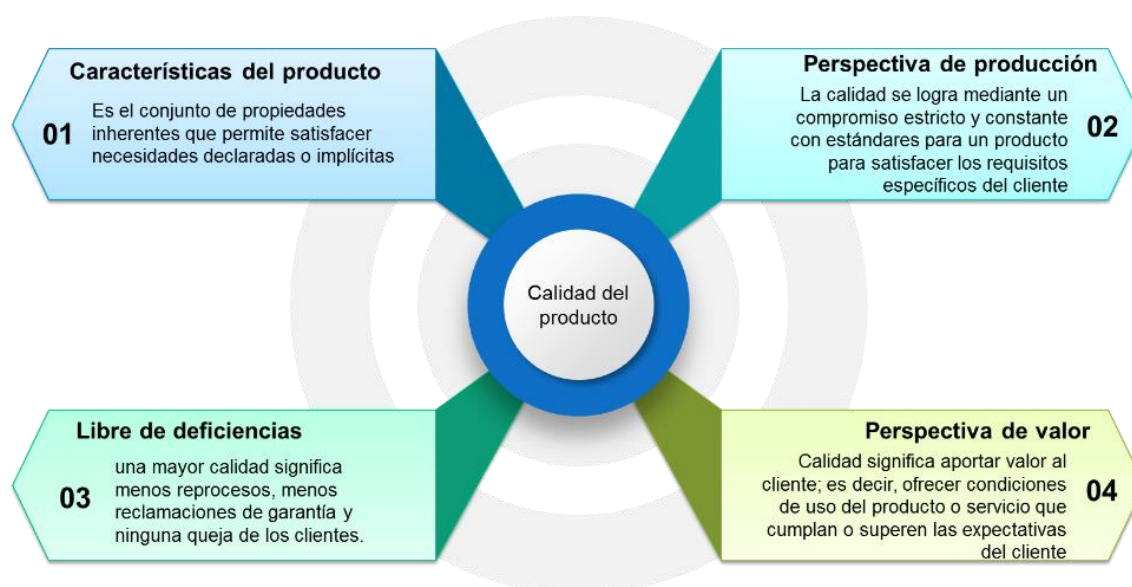 Características del producto
01
Es el conjunto de propiedades
inherentes que permite satisfacer
necesidades declaradas o implícitas
Perspectiva de producción
La calidad se logra mediante un
compromiso estricto y constante
con estándares para un producto
para satisfacer los requisitos
específicos del cliente
02
Calidad del
producto
Libre de deficiencias
03
una mayor calidad significa
menos reprocesos, menos
reclamaciones de garantía y
ninguna queja de los clientes.
Perspectiva de valor
Calidad significa aportar valor al
cliente; es decir, ofrecer condiciones
de uso del producto o servicio que
cumplan o superen las expectativas
del cliente
04